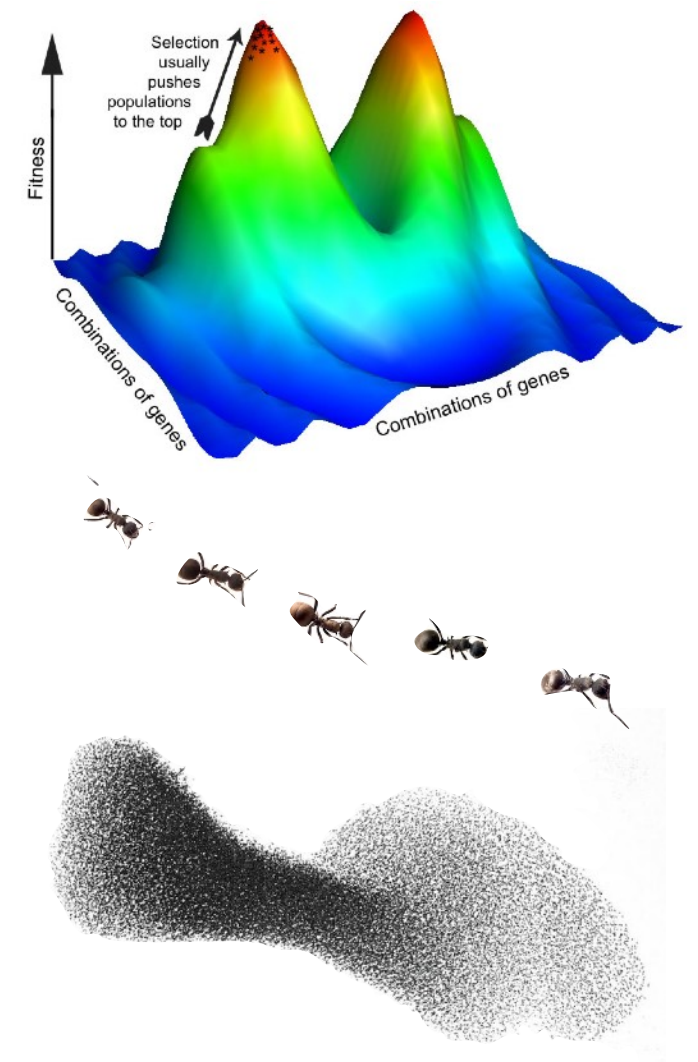 Selection
usually
pushes
populations
to the top
Fitness
Combinations of genes
Combinations of genes